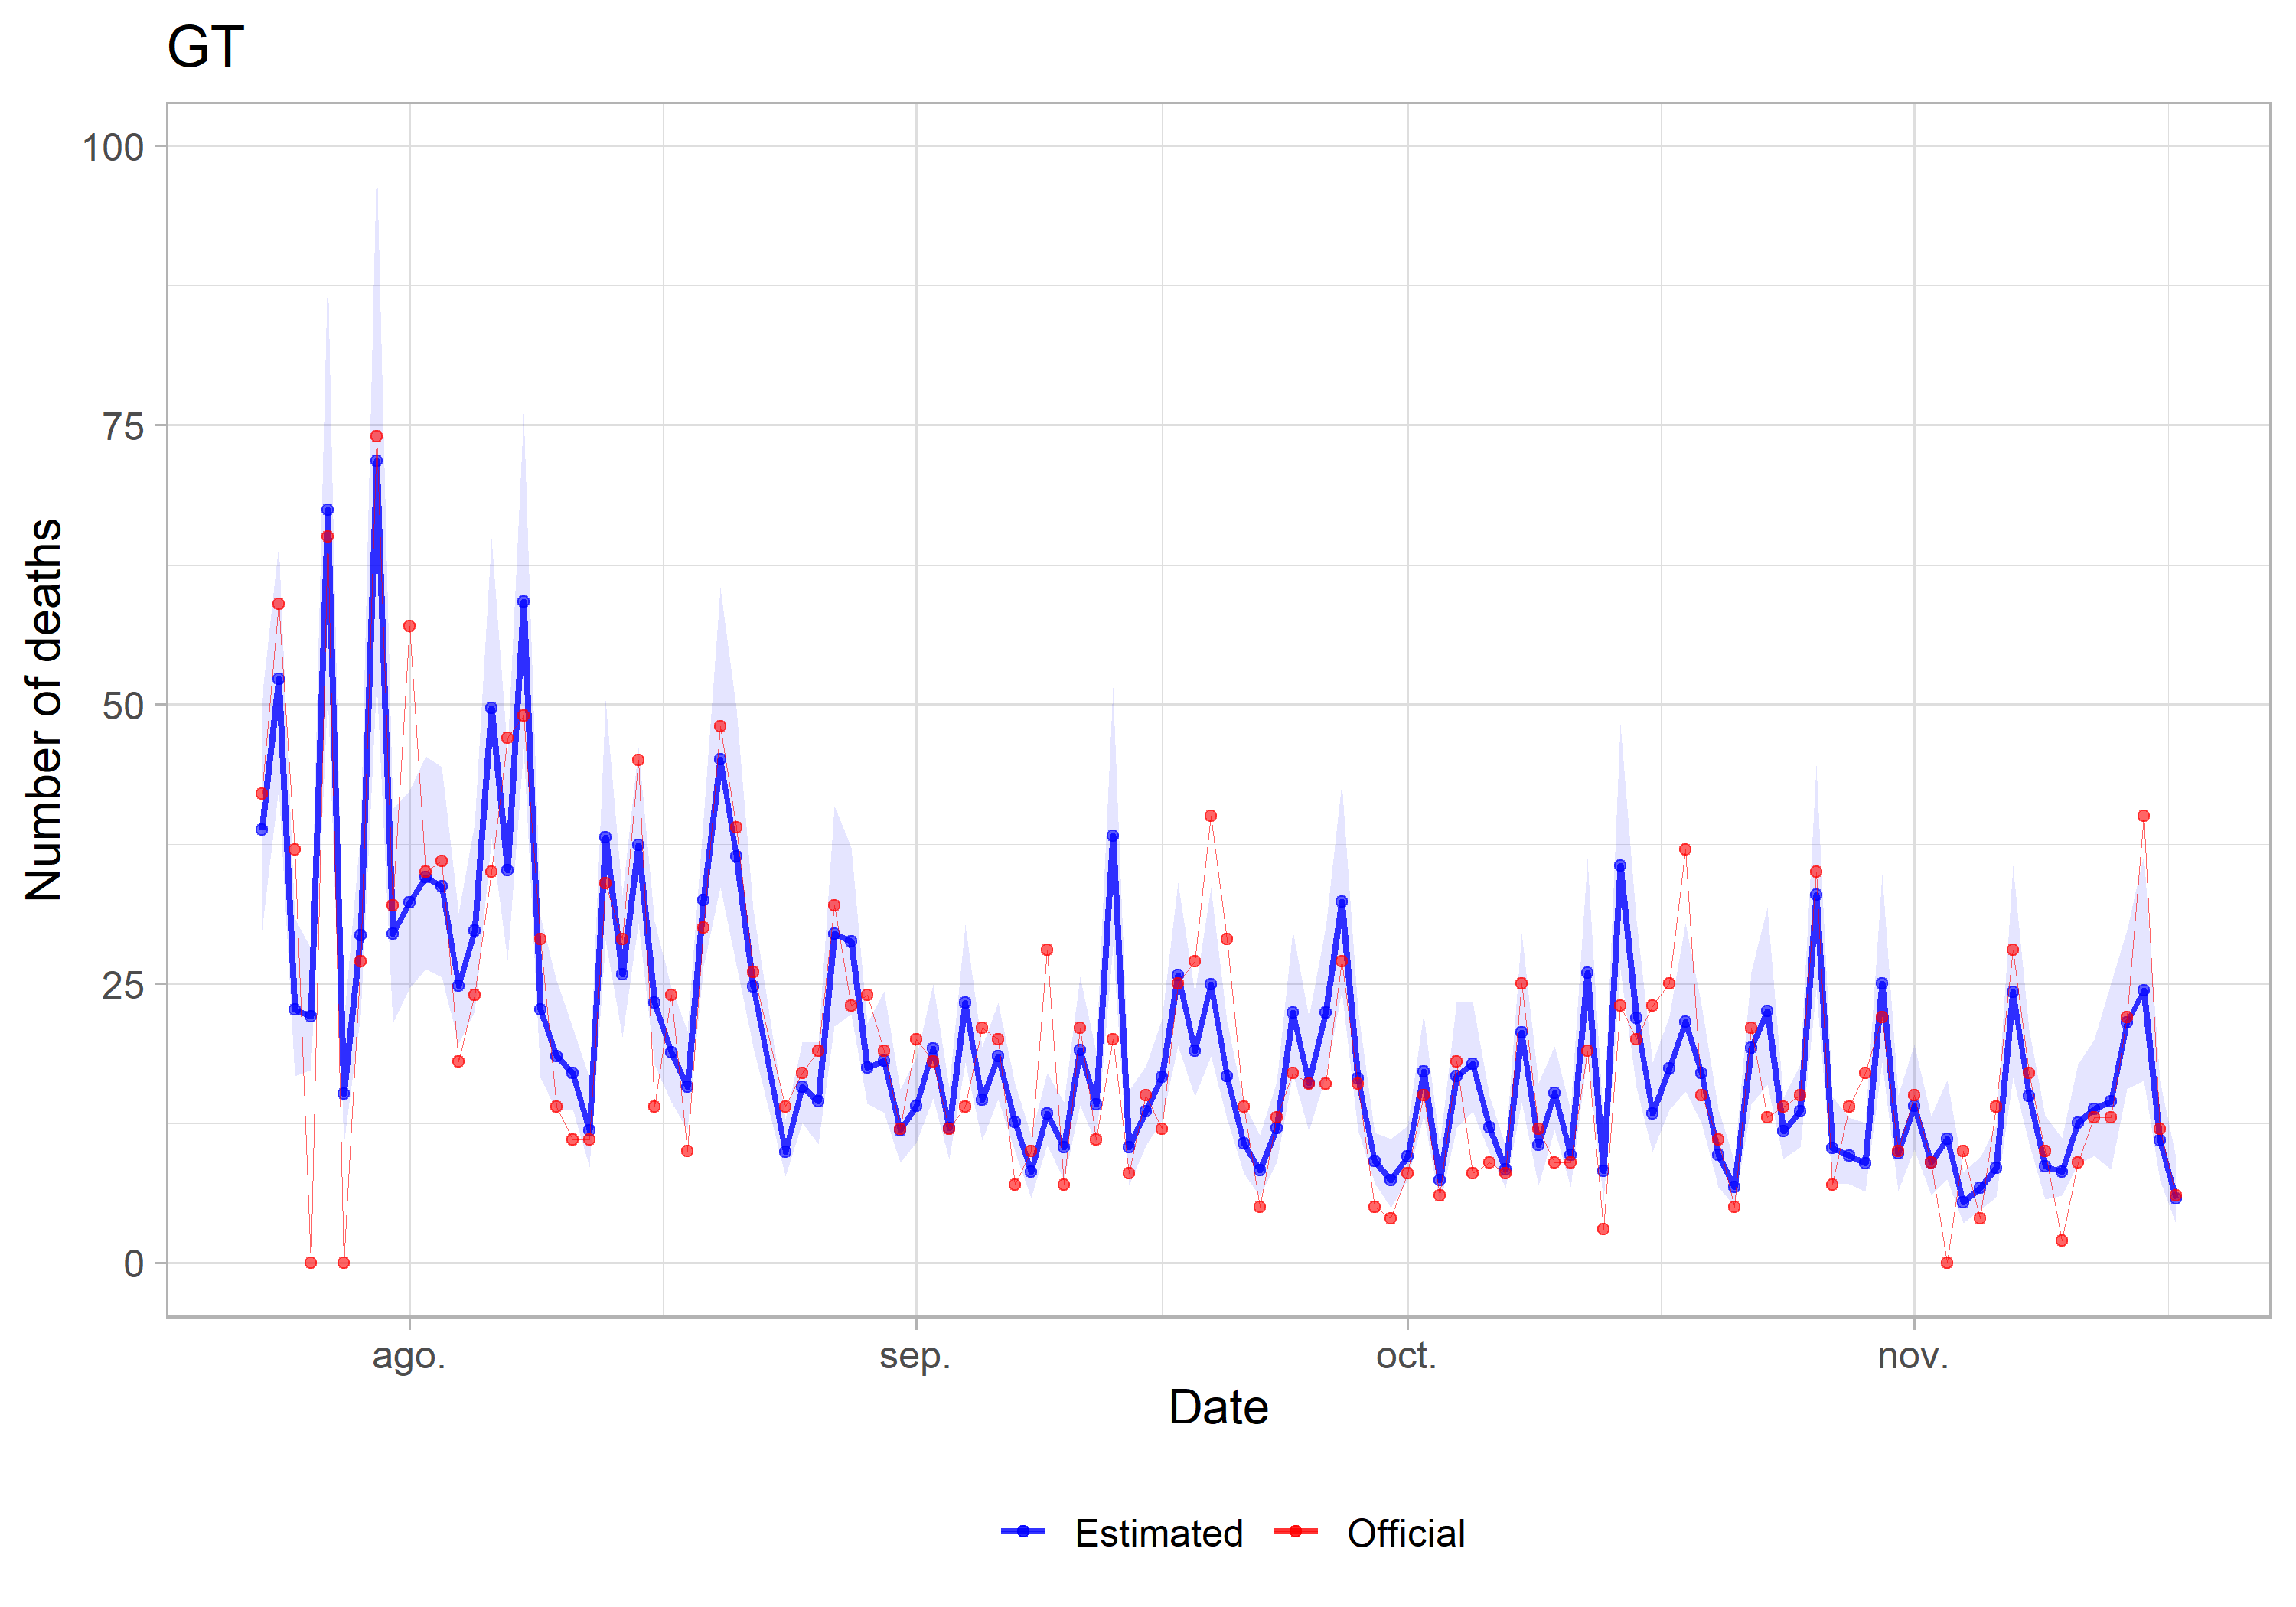 GT
Number of deaths
100
75
50
25
0
ago.
sep.
oct.
nov.
Date
Estimated
Official